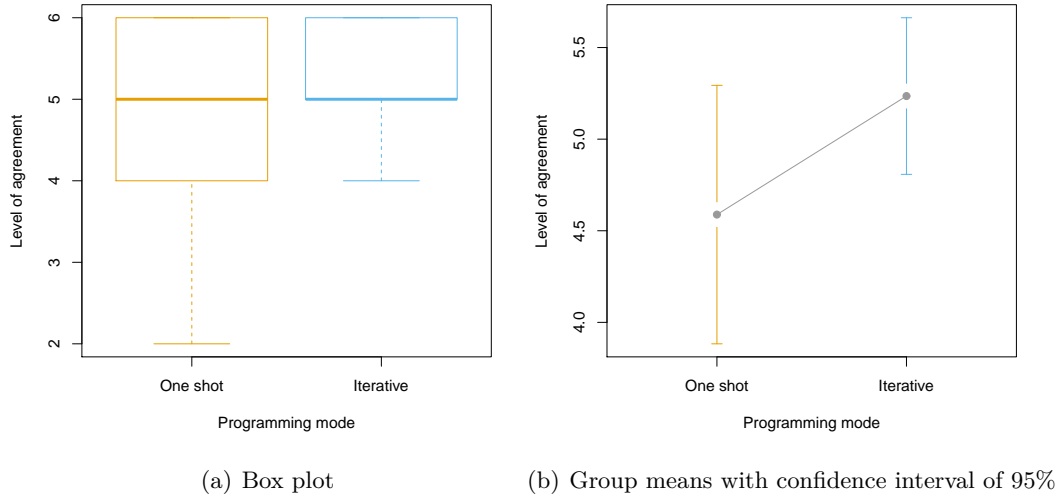 Level of agreement
6
5
4
3
2
One shot
Iterative
Programming mode
(a) Box plot
Level of agreement
5.5
5.0
4.5
4.0
One shot
Iterative
Programming mode
(b) Group means with confidence interval of 95%